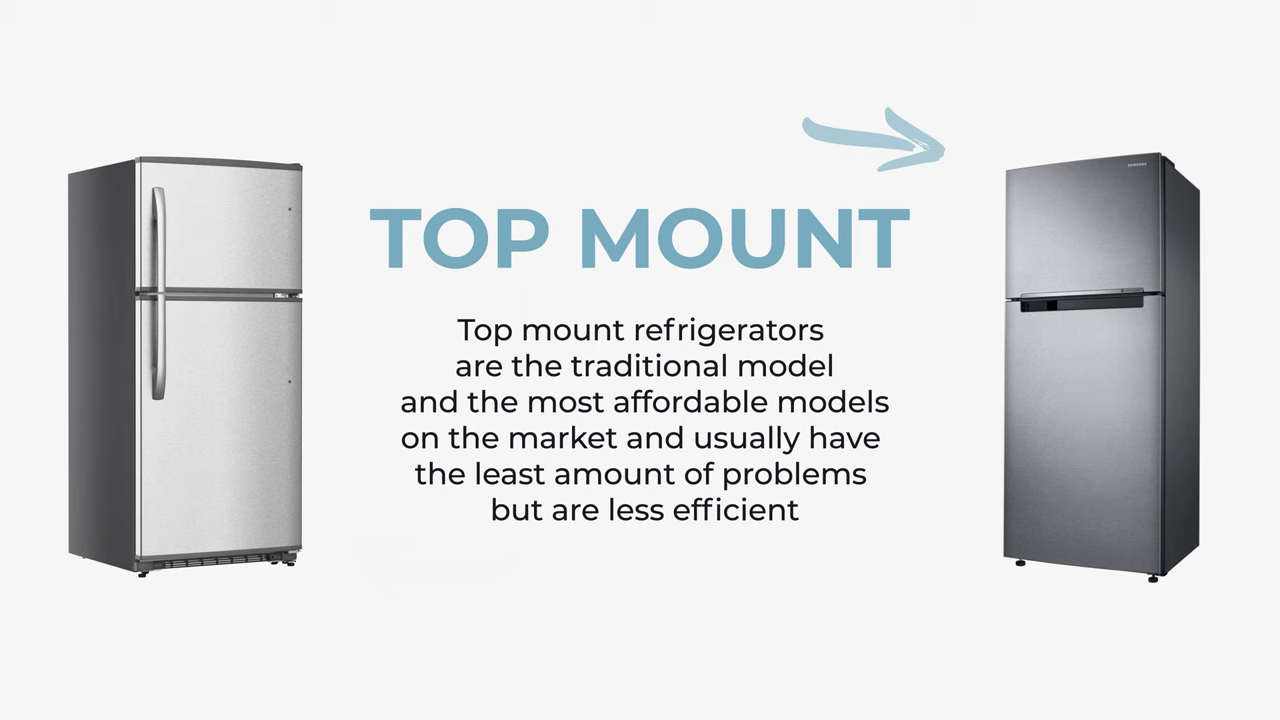 SAMSUNG
TOP MOUNT
Top mount refrigerators
are the traditional model
and the most affordable models
on the market and usually have
the least amount of problems
but are less efficient